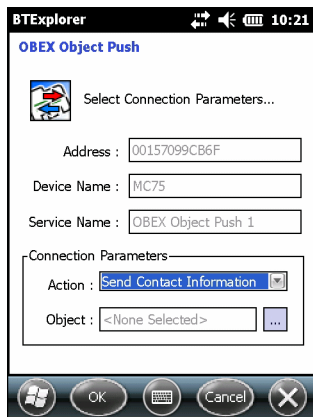 BTExplorer 10:21
OBEX Object Push
Select Connection Parameters...
Address : 00157099CB6F
Device Name : MC75
Service Name : OBEX Object Push 1
Connection Parameters
Action : Send Contact Information
Object : <None Selected> ...
OK Cancel